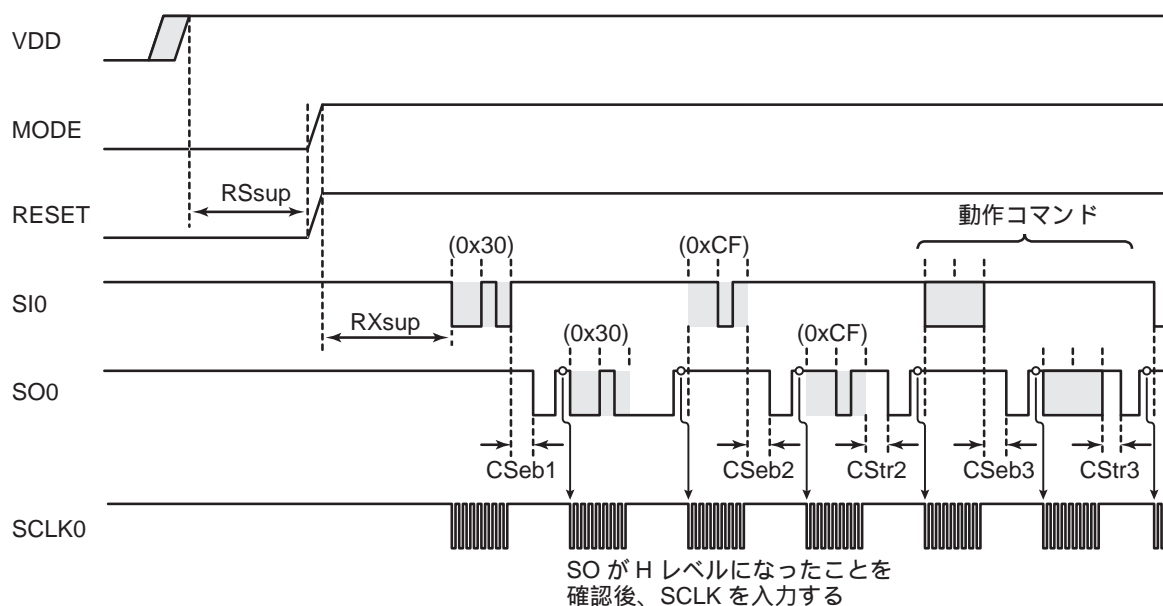 VDD
MODE
RSsup
RESET
動作コマンド
(0x30)
(0xCF)
SI0
RXsup
(0x30)
(0xCF)
SO0
CSeb1
CSeb2
CStr2
CSeb3
CStr3
SCLK0
SO が H レベルになったことを
確認後、SCLK を入力する